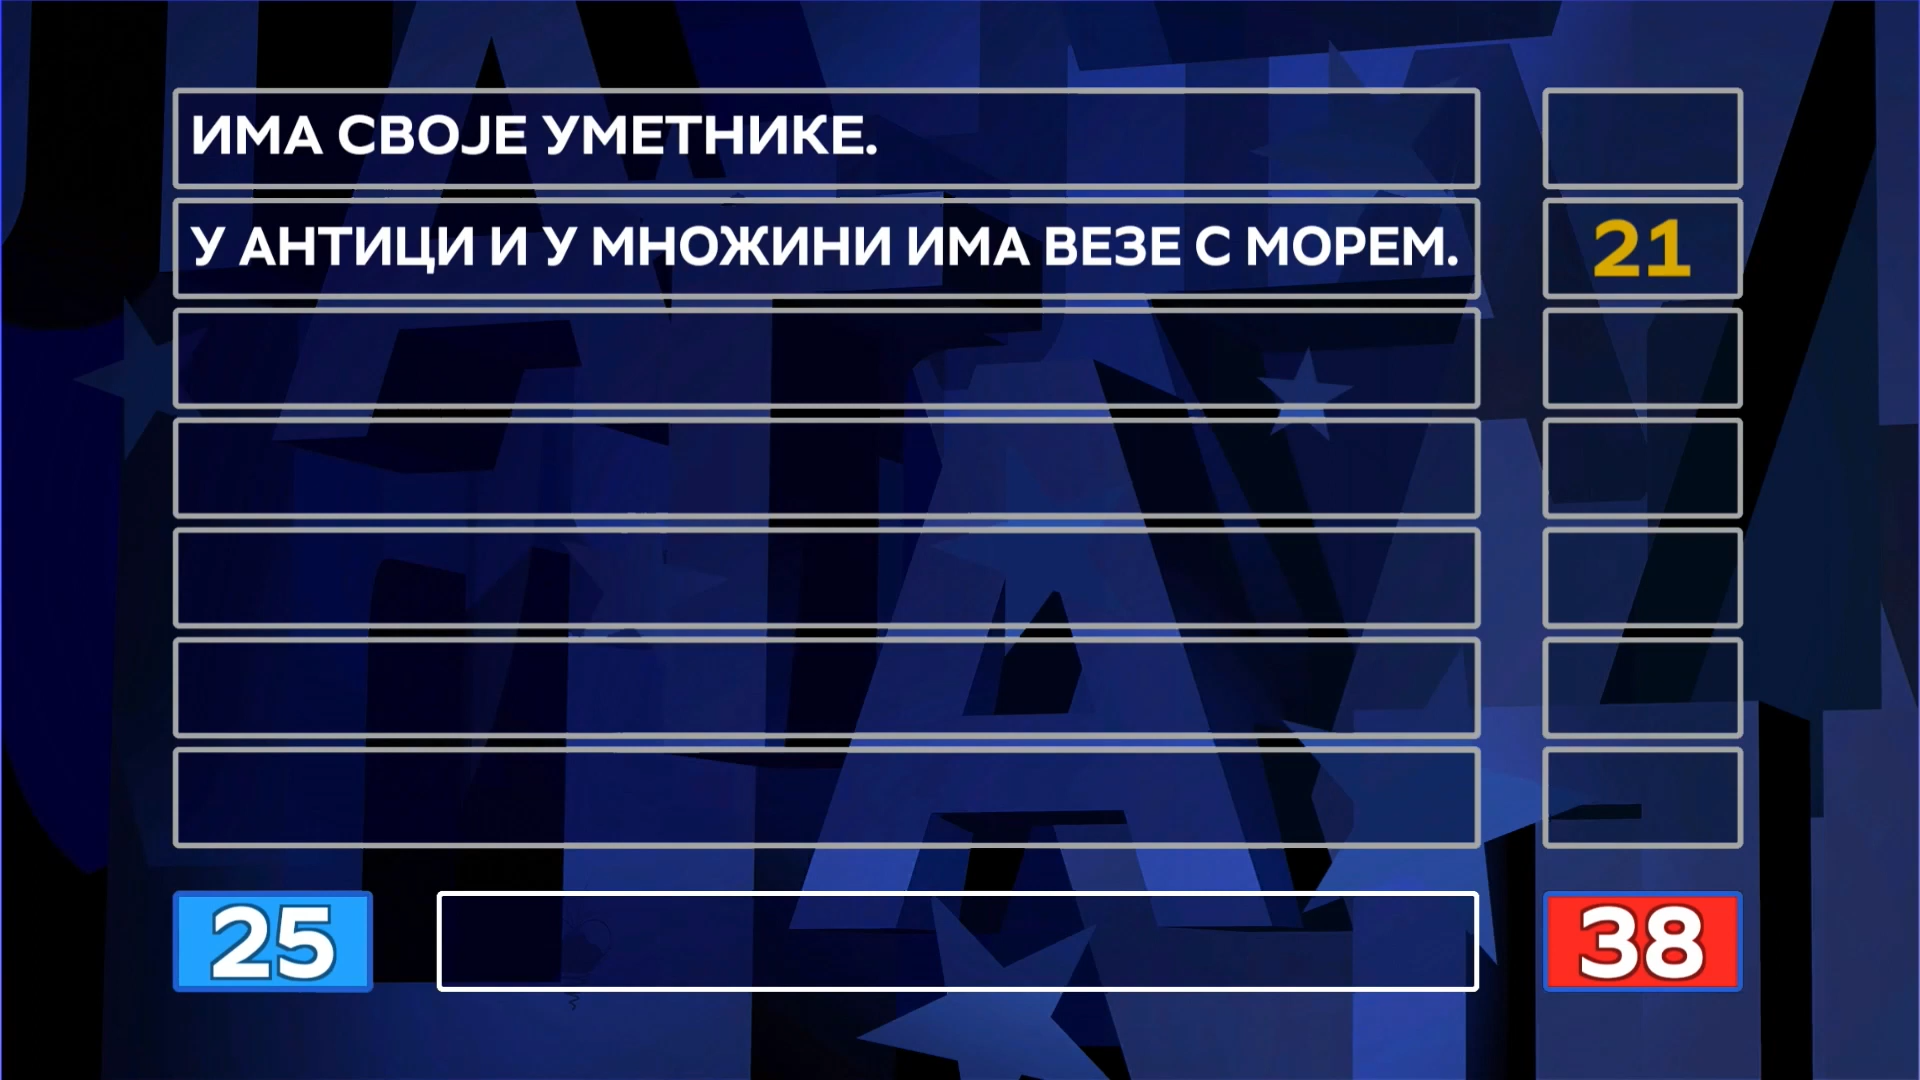 ИМА СВОЈЕ УМЕТНИКЕ.
У АНТИЦИ И У МНОЖИНИ ИМА ВЕЗЕ С МОРЕМ.
21
25
38